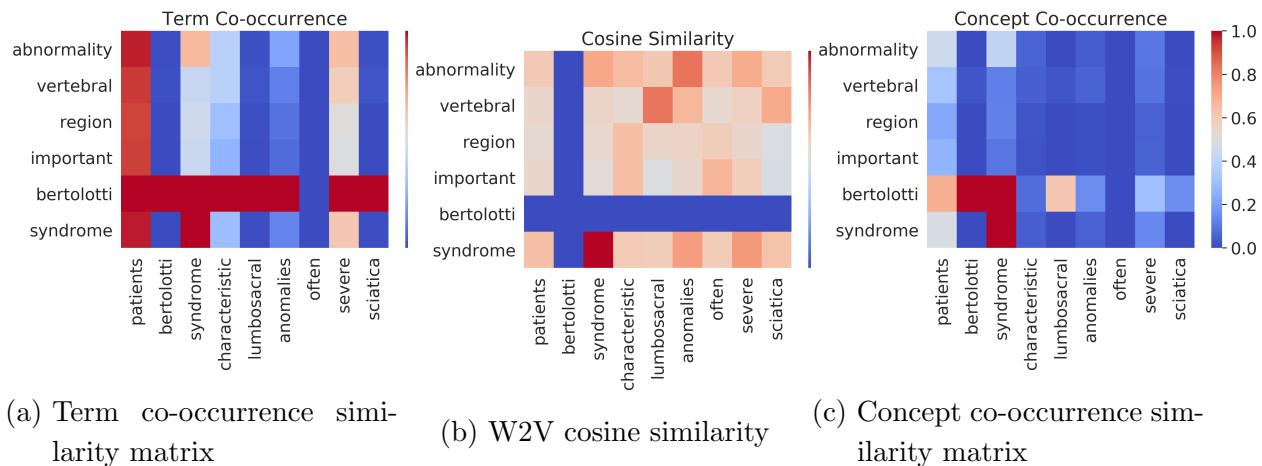 Term Co-occurrence
abnormality
vertebral
region
important
bertolotti
syndrome
patients
bertolotti
syndrome
characteristic
lumbosacral
anomalies
often
severe
sciatica
(a) Term co-occurrence simi-
larity matrix
Cosine Similarity
abnormality
vertebral
region
important
bertolotti
syndrome
patients
bertolotti
syndrome
characteristic
lumbosacral
anomalies
often
severe
sciatica
(b) W2V cosine similarity
Concept Co-occurrence
abnormality
vertebral
region
important
bertolotti
syndrome
patients
bertolotti
syndrome
characteristic
lumbosacral
anomalies
often
severe
sciatica
1.0
0.8
0.6
0.4
0.2
0.0
(c) Concept co-occurrence sim-
ilarity matrix